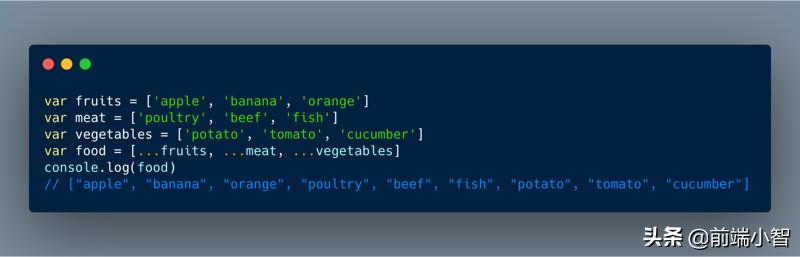 var fruits = ['apple', 'banana', 'orange']
var meat = ['poultry', 'beef', 'fish']
var vegetables = ['potato', 'tomato', 'cucumber']
var food = [...fruits, ...meat, ...vegetables]
console.log(food)
// ["apple", "banana", "orange", "poultry", "beef", "fish", "potato", "tomato", "cucumber"]
头条 @前端小智